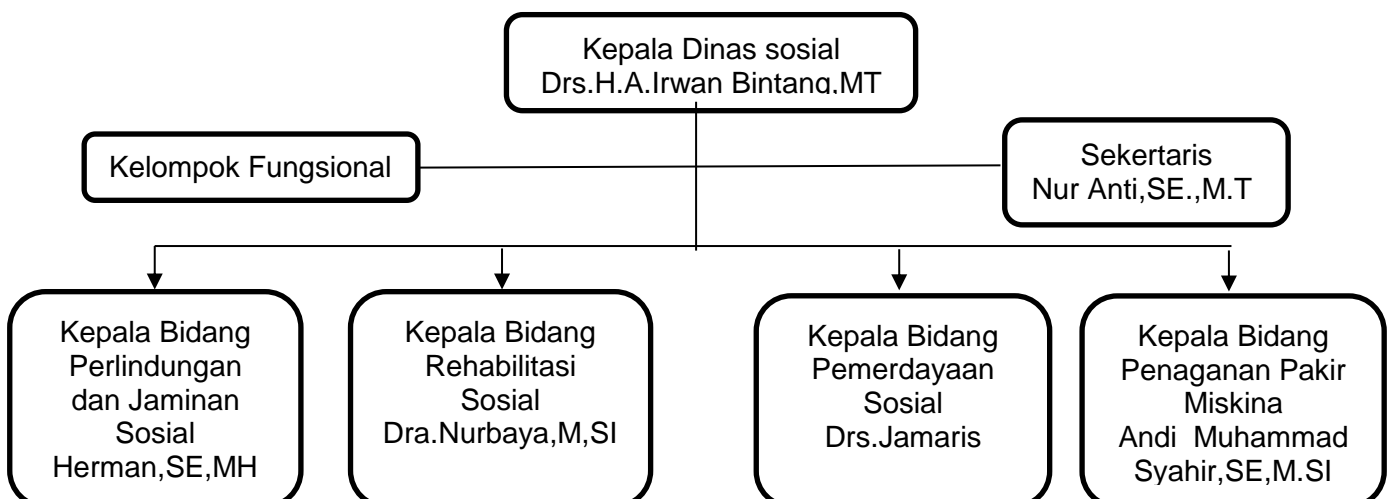 Kepala Dinas sosial
Drs.H.A.Irwan Bintang,MT
Kelompok Fungsional
Sekertaris
Nur Anti,SE.,M.T
Kepala Bidang
Perlindungan
dan Jaminan
Sosial
Herman,SE,MH
Kepala Bidang
Rehabilitasi
Sosial
Dra.Nurbaya,M,SI
Kepala Bidang
Pemerdayaan
Sosial
Drs.Jamaris
Kepala Bidang
Penaganan Pakir
Miskina
Andi Muhammad
Syahir,SE,M.SI